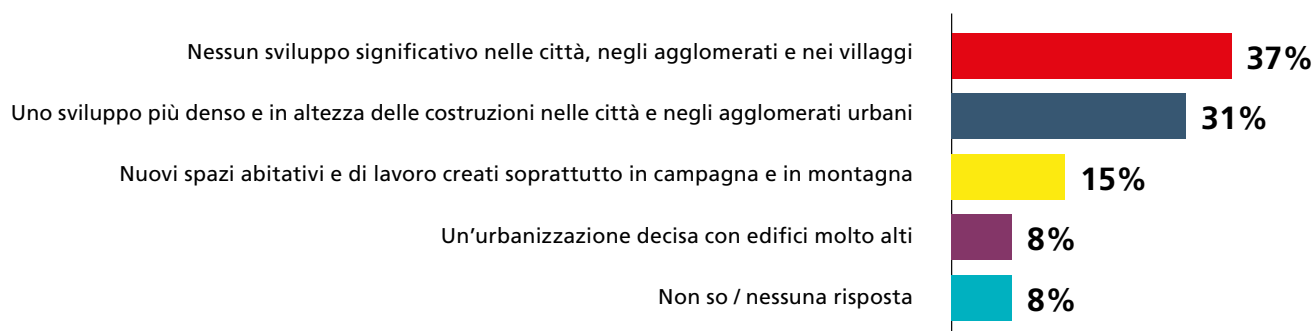 Nessun sviluppo significativo nelle città, negli agglomerati e nei villaggi 37%
Uno sviluppo più denso e in altezza delle costruzioni nelle città e negli agglomerati urbani 31%
Nuovi spazi abitativi e di lavoro creati soprattutto in campagna e in montagna 15%
Un’urbanizzazione decisa con edifici molto alti 8%
Non so / nessuna risposta 8%